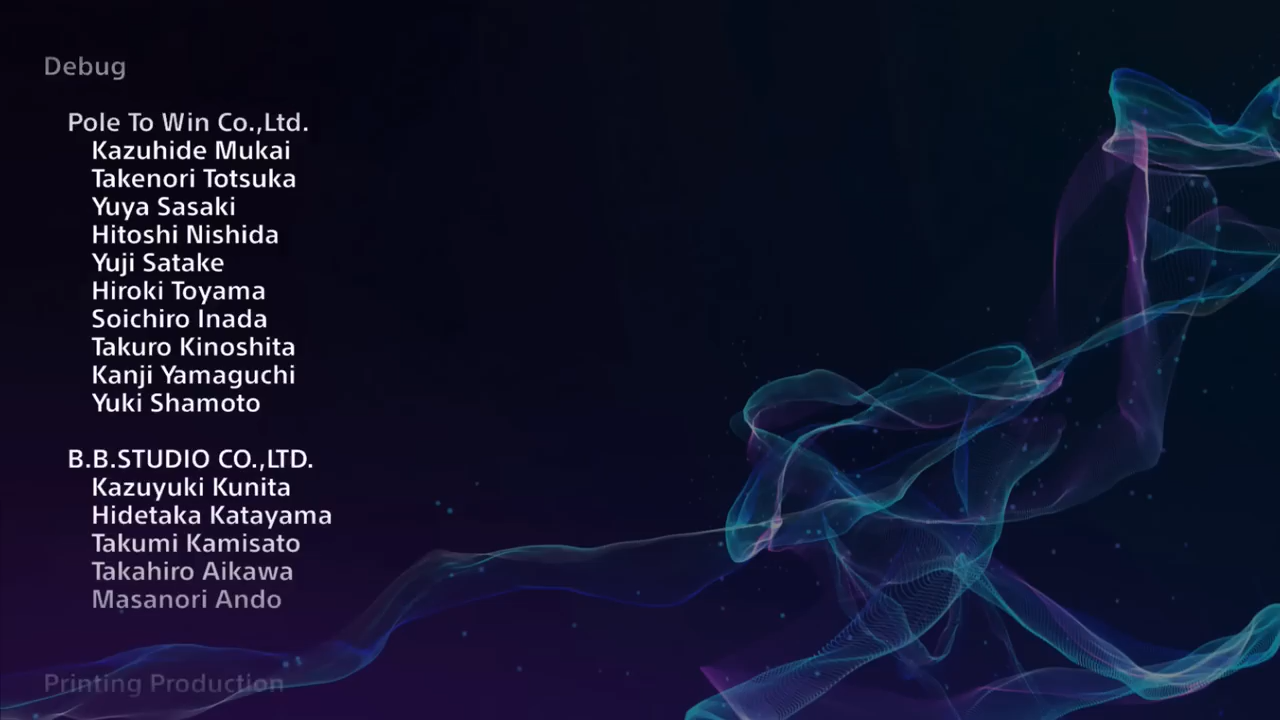 Debug
Pole To Win Co.,Ltd.
Kazuhide Mukai
Takenori Totsuka
Yuya Sasaki
Hitoshi Nishida
Yuji Satake
Hiroki Toyama
Soichiro Inada
Takuro Kinoshita
Kanji Yamaguchi
Yuki Shamoto
B.B.STUDIO CO.,LTD.
Kazuyuki Kunita
Hidetaka Katayama
Takumi Kamisato
Takahiro Aikawa
Masanori Ando
Printing Production